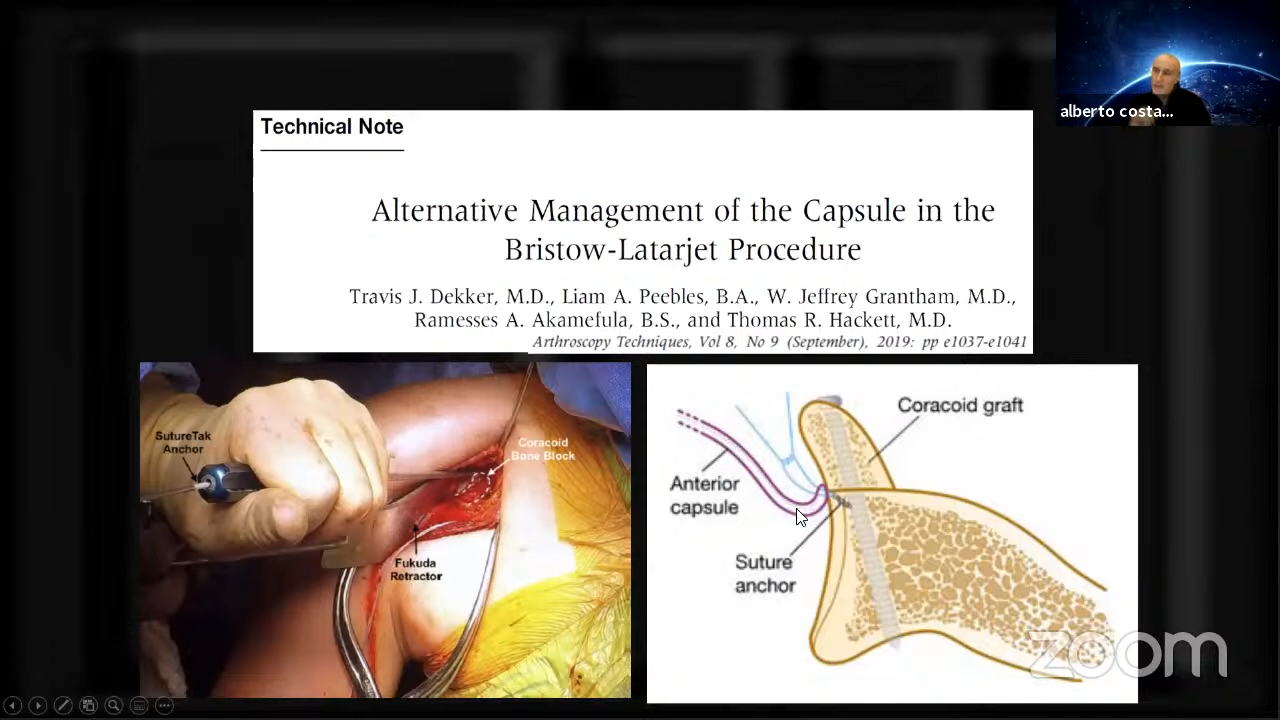 alberto costa...
Technical Note
Alternative Management of the Capsule in the
Bristow-Latarjet Procedure
Travis J. Dekker, M.D., Liam A. Peebles, B.A., W. Jeffrey Grantham, M.D.,
Ramesses A. Akamefula, B.S., and Thomas R. Hackett, M.D.
Arthroscopy Techniques, Vol 8, No 9 (September), 2019: pp e1037-e1041
SutureTak
Anchor
Coracoid
Bone Block
Fukuda
Retractor
Coracoid graft
Anterior
capsule
Suture
anchor
zoom